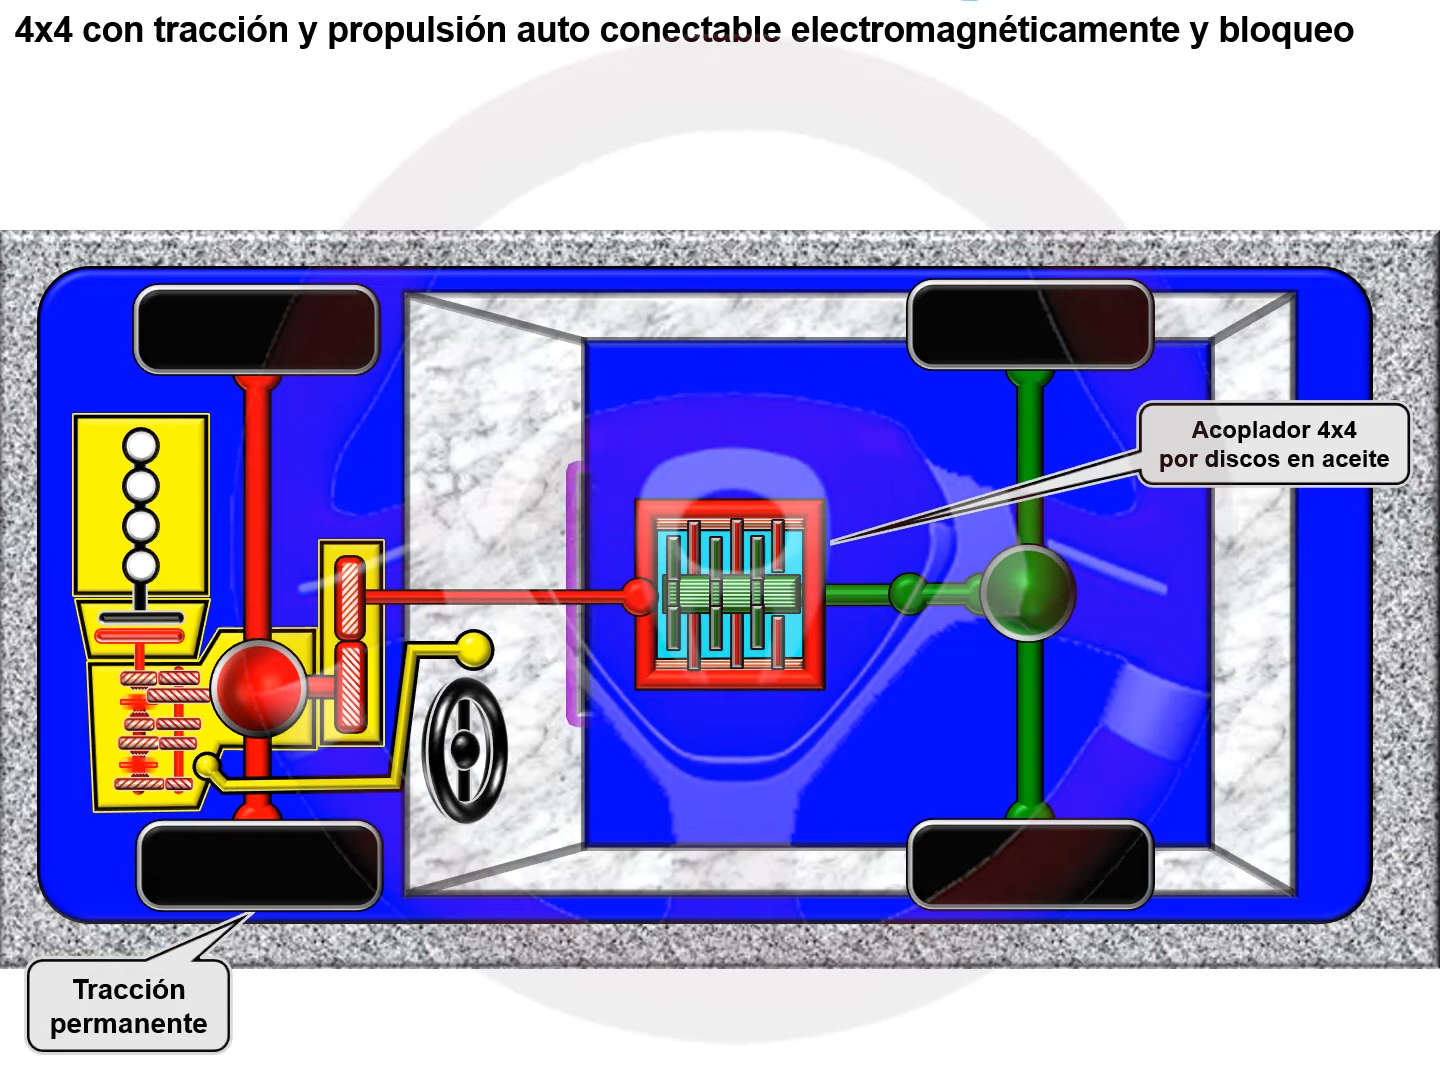 4x4 con tracción y propulsión auto conectable electromagnéticamente y bloqueo
Acoplador 4x4
por discos en aceite
Tracción
permanente